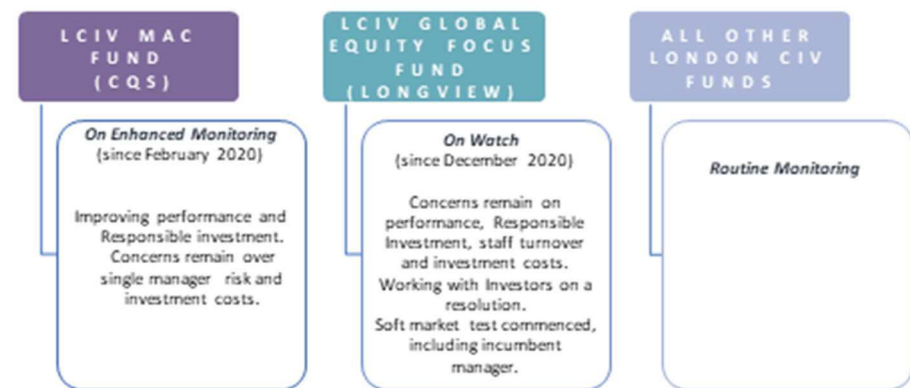 LCIV MAC
FUND
(CQS)
On Enhanced Monitoring
(since February 2020)
Improving performance and
Responsible investment.
Concerns remain over
single manager risk and
investment costs.
LCIV GLOBAL
EQUITY FOCUS
FUND
(LONGVIEW)
On Watch
(since December 2020)
Concerns remain on
performance, Responsible
Investment, staff turnover
and investment costs.
Working with Investors on a
resolution.
Soft market test commenced,
including incumbent
manager.
ALL OTHER
LONDON CIV
FUNDS
Routine Monitoring